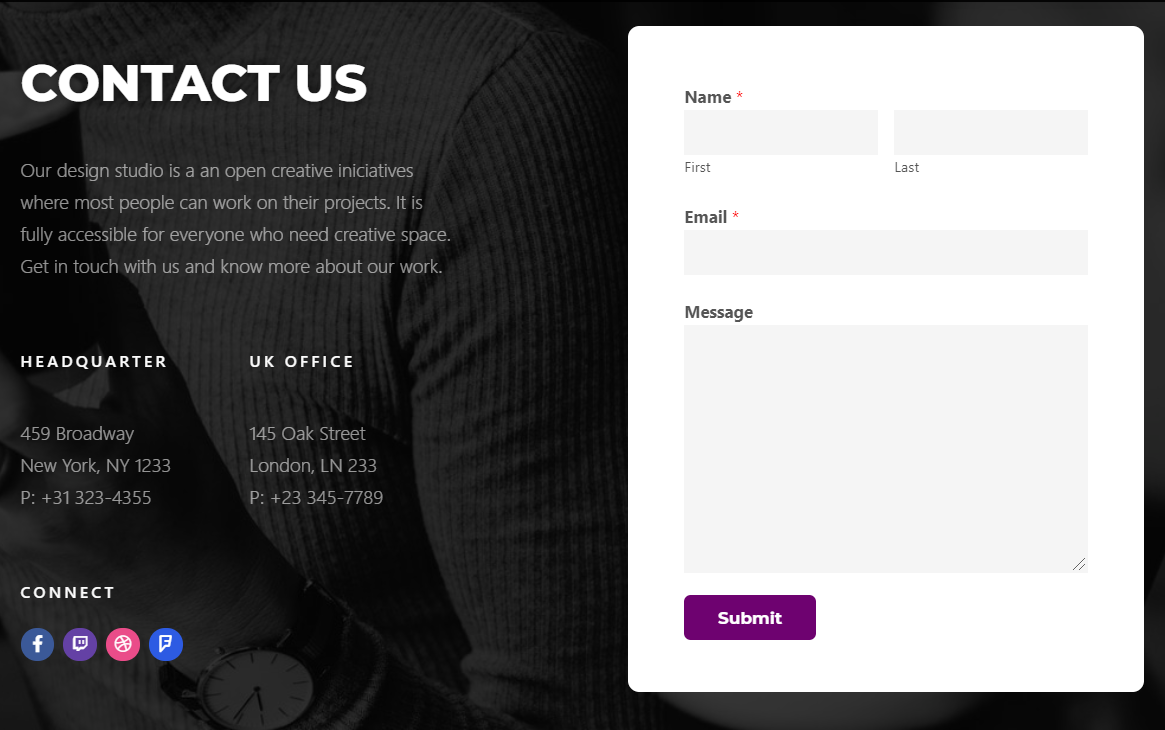 CONTACT US
Our design studio is a an open creative iniciatives
where most people can work on their projects. It is
fully accessible for everyone who need creative space.
Get in touch with us and know more about our work.
HEADQUARTER
459 Broadway
New York, NY 1233
P: +31 323-4355
UK OFFICE
145 Oak Street
London, LN 233
P: +23 345-7789
CONNECT
Name *
First
Last
Email *
Message
Submit